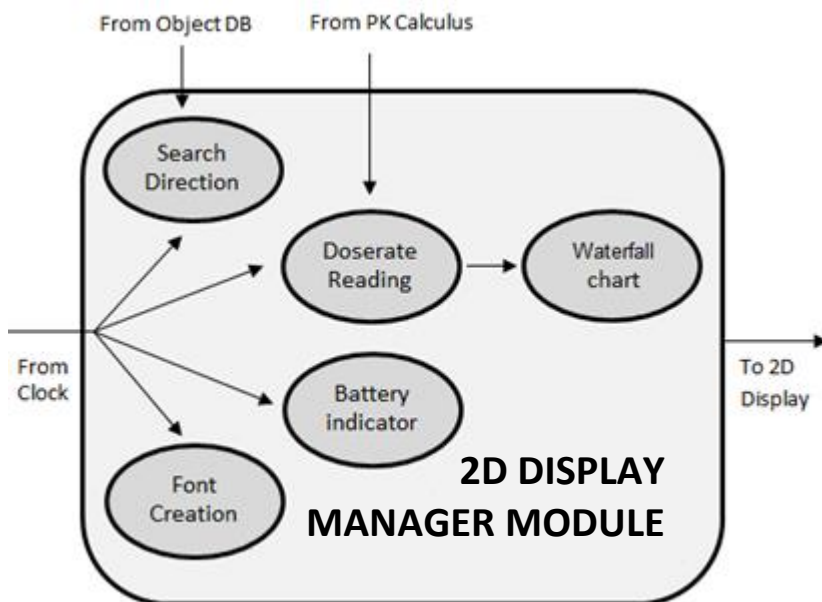 From Object DB
From PK Calculus
Search
Direction
Doserate
Reading
Waterfall
chart
From
Clock
To 2D
Display
Battery
indicator
Font
Creation
2D DISPLAY
MANAGER MODULE